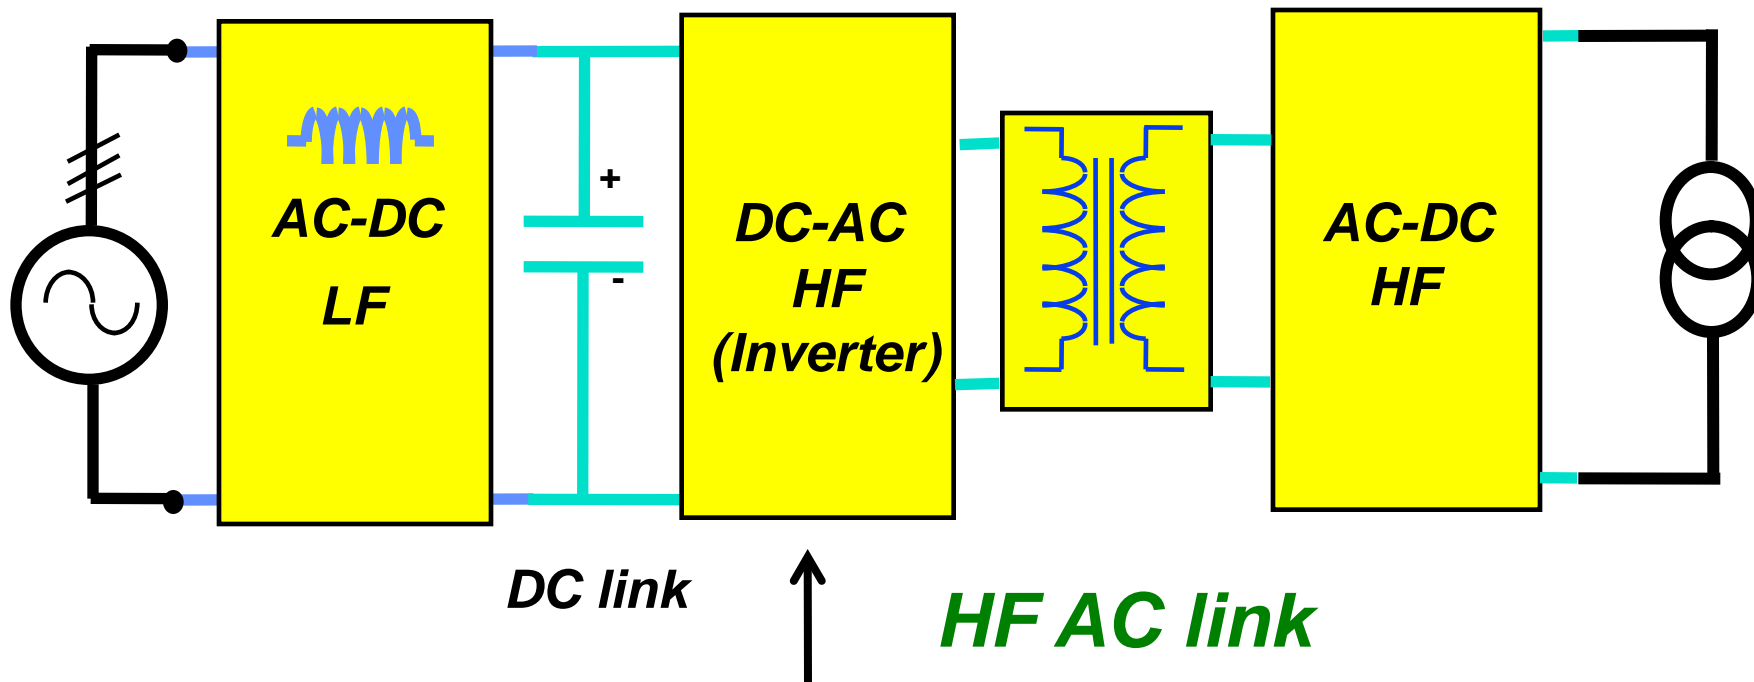 AC-DC
LF
+
-
DC-AC
HF
(Inverter)
AC-DC
HF
DC link
HF AC link